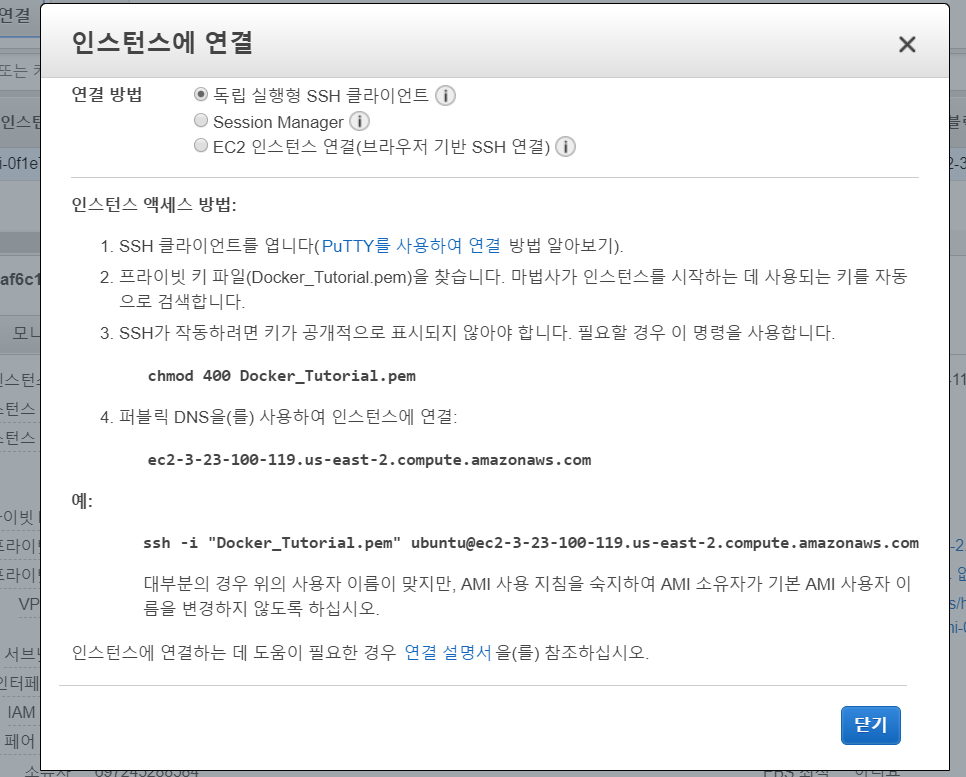 인스턴스에 연결
연결 방법
독립 실행형 SSH 클라이언트
Session Manager
EC2 인스턴스 연결(브라우저 기반 SSH 연결)
인스턴스 액세스 방법:
1. SSH 클라이언트를 엽니다(PuTTY를 사용하여 연결 방법 알아보기).
2. 프라이빗 키 파일(Docker_Tutorial.pem)을 찾습니다. 마법사가 인스턴스를 시작하는 데 사용되는 키를 자동
으로 검색합니다.
3. SSH가 작동하려면 키가 공개적으로 표시되지 않아야 합니다. 필요할 경우 이 명령을 사용합니다.
chmod 400 Docker_Tutorial.pem
4. 퍼블릭 DNS을(를) 사용하여 인스턴스에 연결:
ec2-3-23-100-119.us-east-2.compute.amazonaws.com
예:
ssh -i "Docker_Tutorial.pem" ubuntu@ec2-3-23-100-119.us-east-2.compute.amazonaws.com
대부분의 경우 위의 사용자 이름이 맞지만, AMI 사용 지침을 숙지하여 AMI 소유자가 기본 AMI 사용자 이
름을 변경하지 않도록 하십시오.
인스턴스에 연결하는 데 도움이 필요한 경우 연결 설명서을(를) 참조하십시오.
닫기
연결
또는
af6c1
VP
서브넷
IAM
페어